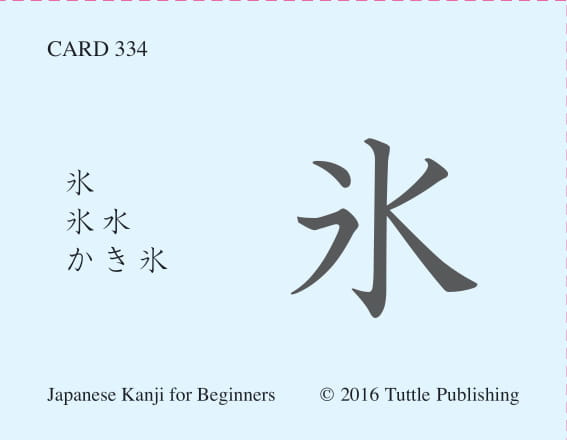 CARD 334
氷
氷水
かき氷
氷
Japanese Kanji for Beginners © 2016 Tuttle Publishing